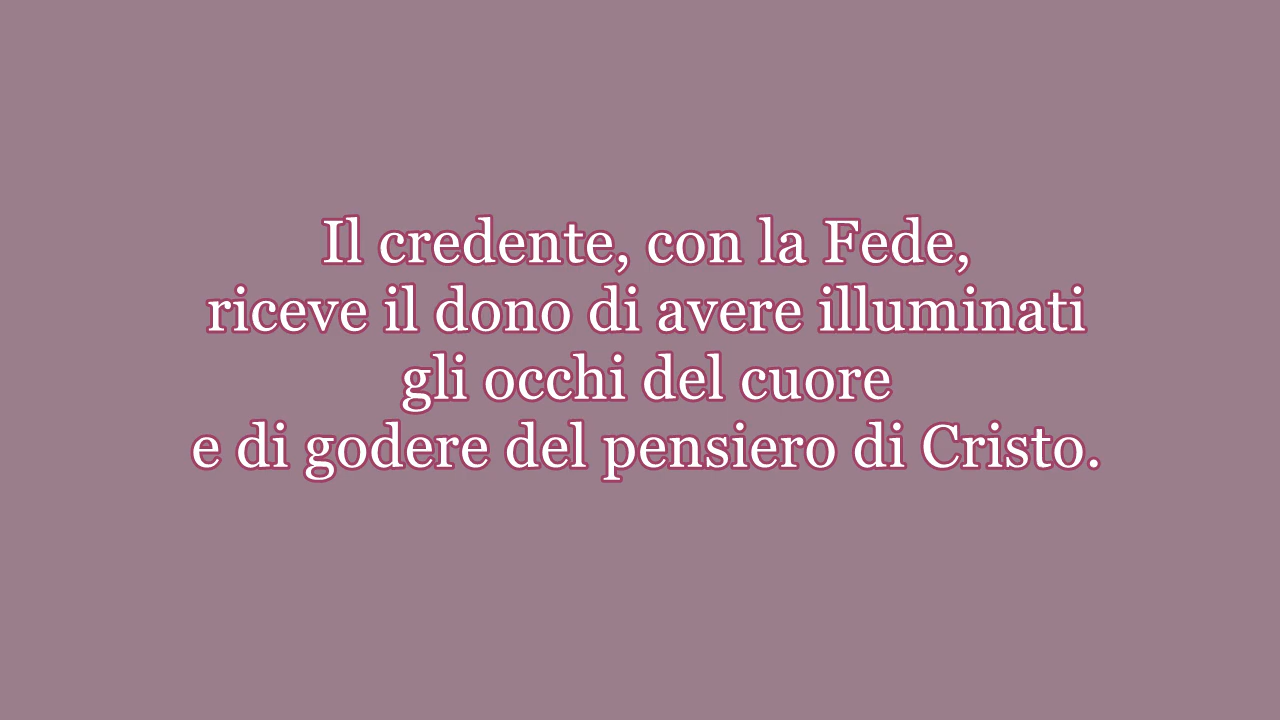 Il credente, con la Fede,
riceve il dono di avere illuminati
gli occhi del cuore
e di godere del pensiero di Cristo.